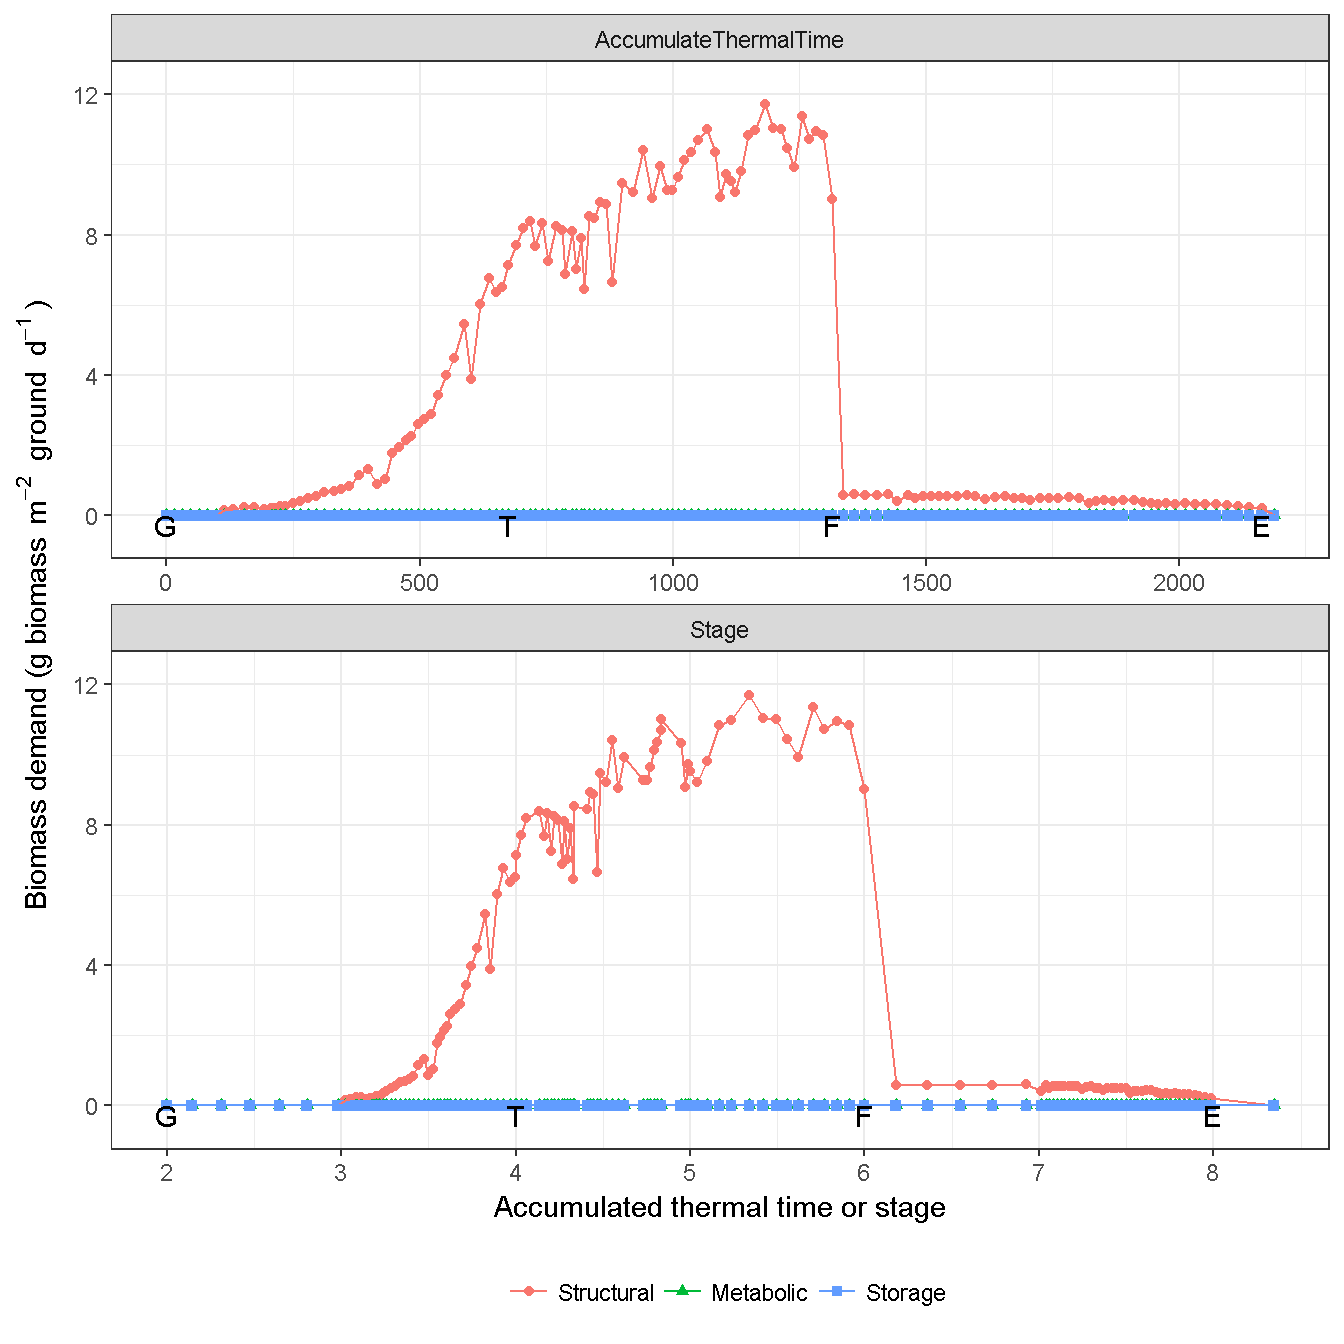 AccumulateThermalTime
12
8
4
0
G T F E
0 500 1000 1500 2000
Stage
12
8
4
0
G T F E
2 3 4 5 6 7 8
Biomass demand (g biomass m−2 ground d−1)
Accumulated thermal time or stage
Structural Metabolic Storage